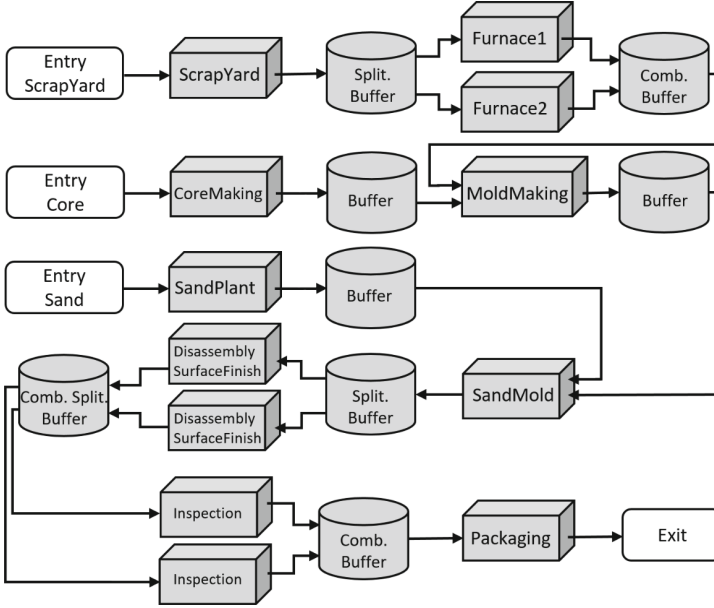 Entry
ScrapYard
ScrapYard
Split.
Buffer
Furnace1
Furnace2
Comb.
Buffer
Entry
Core
CoreMaking
Buffer
MoldMaking
Buffer
Entry
Sand
SandPlant
Buffer
Comb. Split.
Buffer
Disassembly
SurfaceFinish
Disassembly
SurfaceFinish
Split.
Buffer
SandMold
Inspection
Inspection
Comb.
Buffer
Packaging
Exit